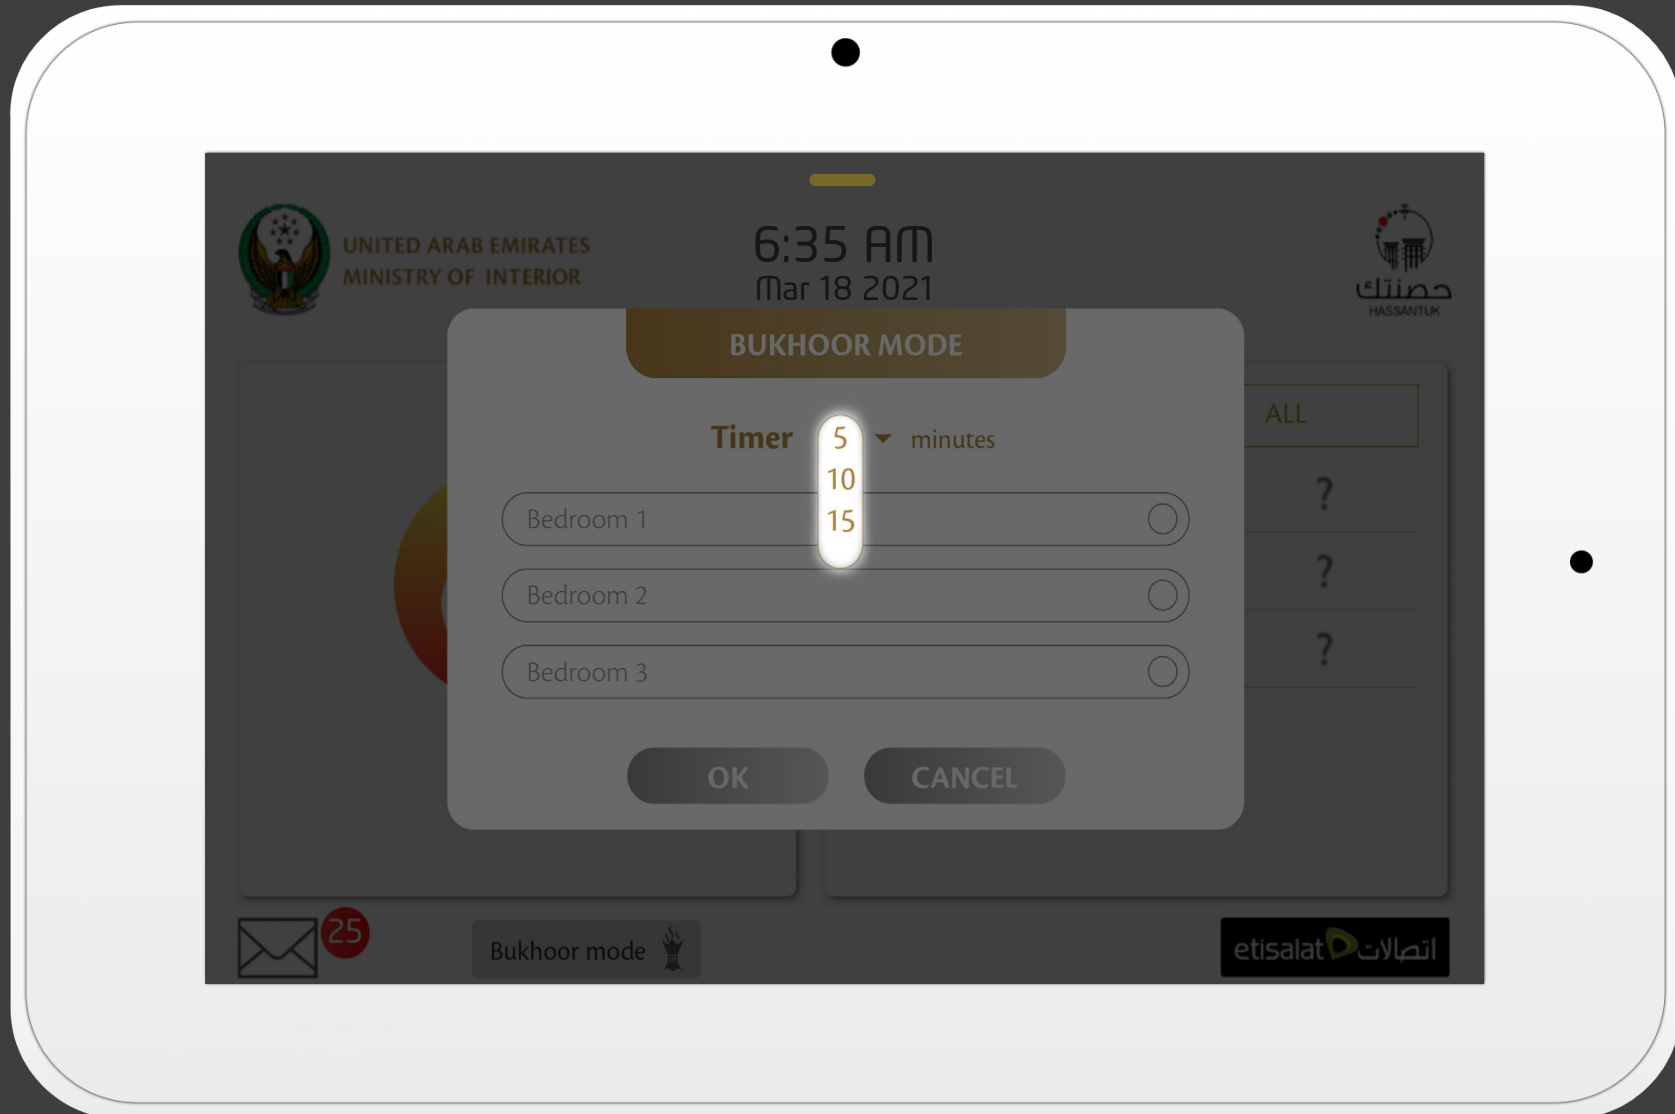 6:35 AM
Mar 18 2021
UNITED ARAB EMIRATES
MINISTRY OF INTERIOR
حصنتك
HASSANTUK
BUKHOOR MODE
Timer 5 minutes
10
15
Bedroom 1
Bedroom 2
Bedroom 3
OK CANCEL
ALL
?
?
?
25
Bukhoor mode
etisalat اتصالات